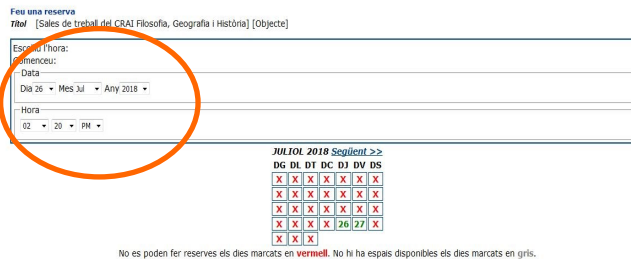 Feu una reserva
Títol [Sales de treball del CRAI Filosofia, Geografia i Història] [Objecte]
Escolliu l'hora:
Comenceu:
Data
Dia 26 Mes Jul Any 2018
Hora
02 20 PM
JULIOL 2018 Següent >>
DG DL DT DC DJ DV DS
X X X X X X X
X X X X X X X
X X X X X X X
X X X X 26 27 X
X X X
No es poden fer reserves els dies marcats en vermell. No hi ha espais disponibles els dies marcats en gris.